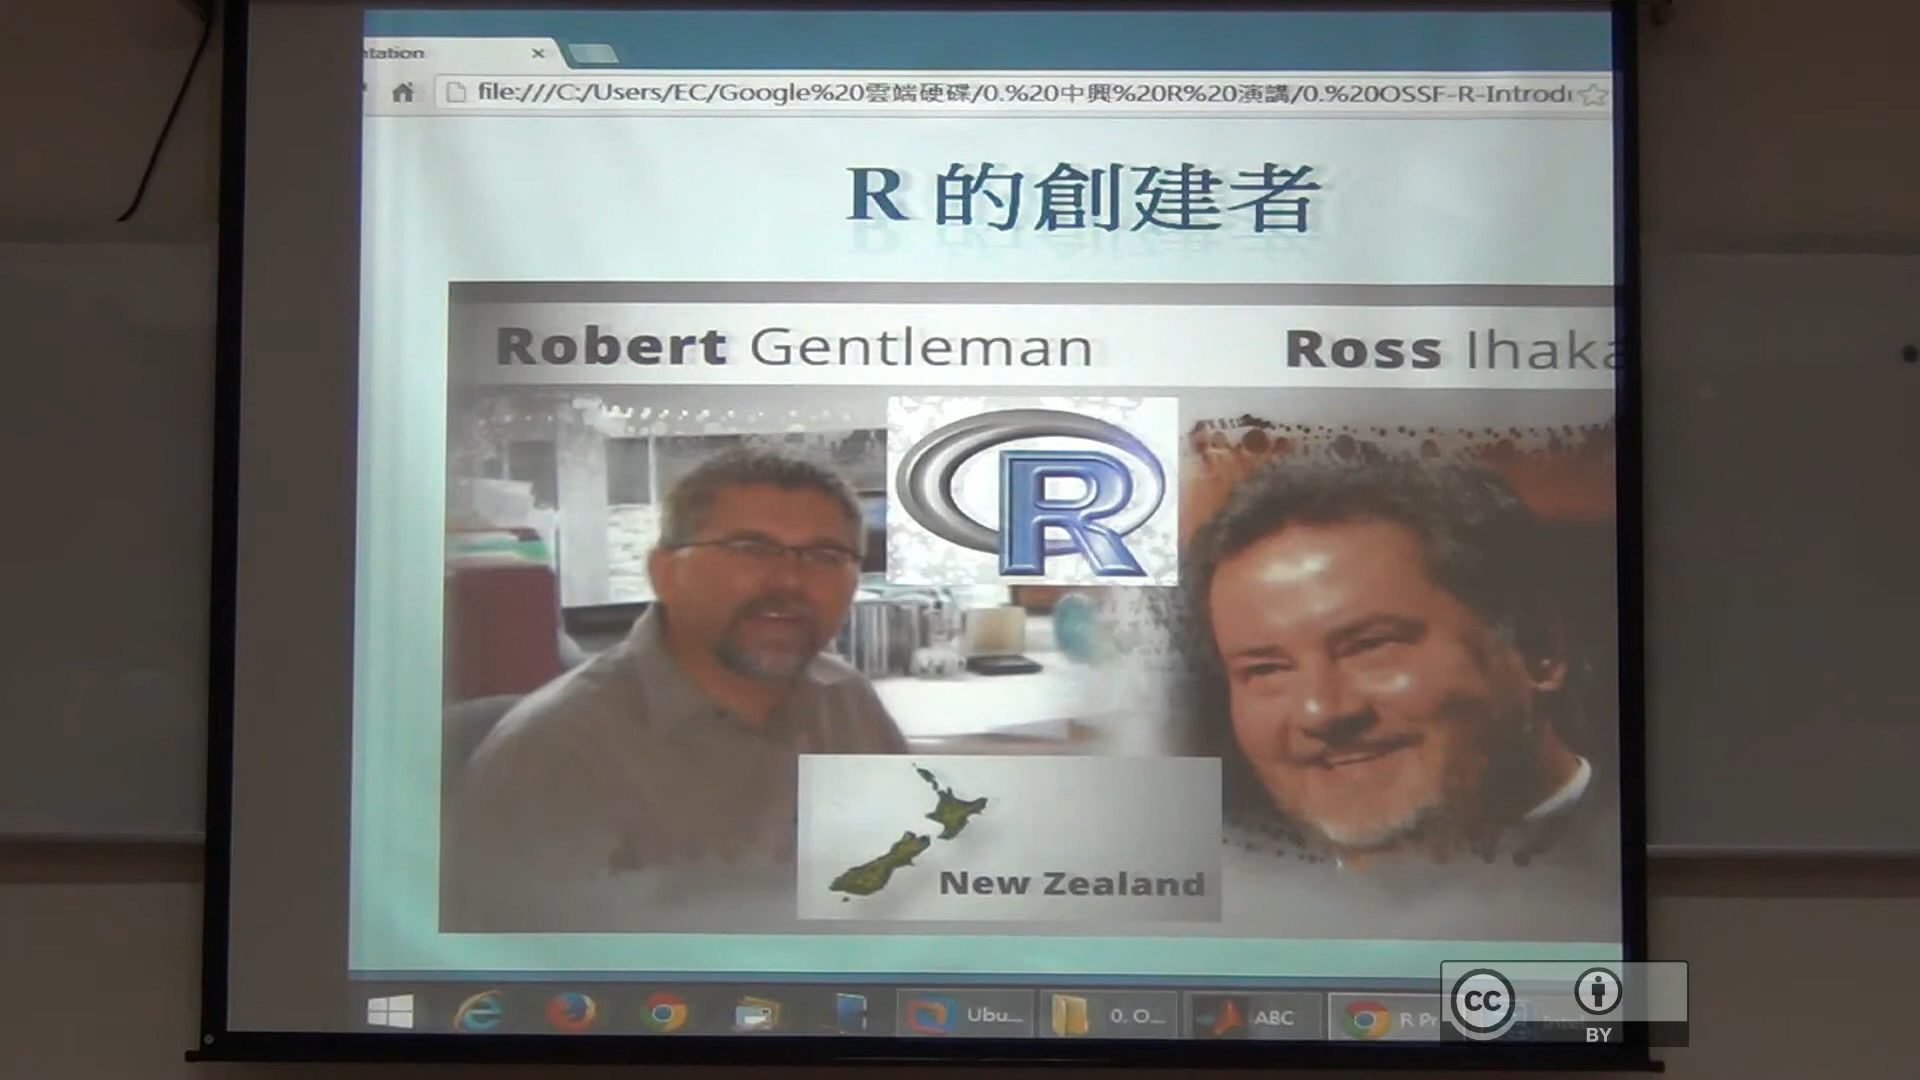 tation
file:///C:/Users/EC/Google%20雲端硬碟/0.%20中興%20R%20演講/0.%20OSSF-R-Introdu
R 的創建者
Robert Gentleman
Ross Ihaka
R
New Zealand
Ubu...
0. O...
ABC
R Pr
cc
BY